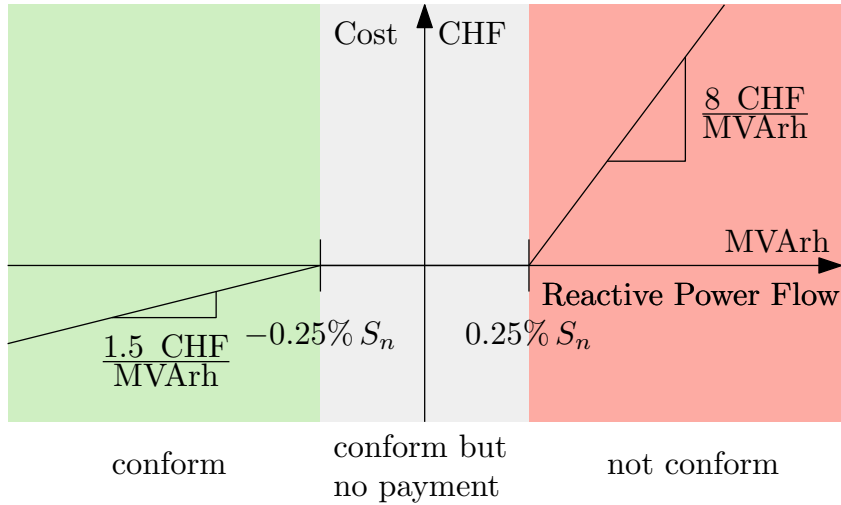 Cost CHF
8 CHF
MVArh
MVArh
Reactive Power Flow
−0.25% Sₙ 0.25% Sₙ
1.5 CHF
MVArh
conform
conform but
no payment
not conform